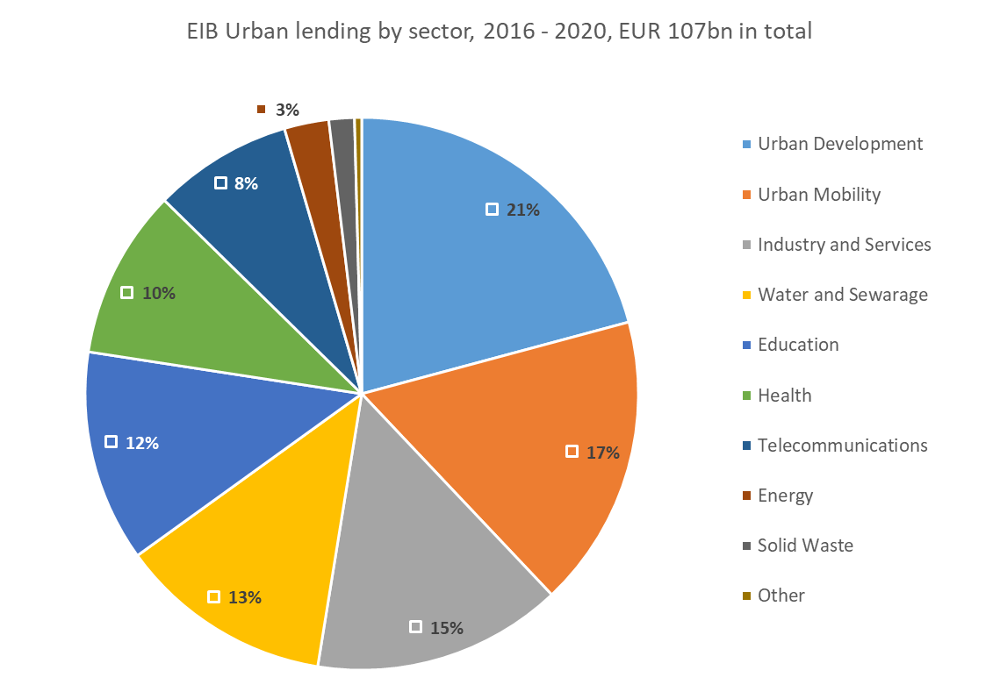 EIB Urban lending by sector, 2016 - 2020, EUR 107bn in total
3%
8%
21%
10%
17%
12%
13%
15%
Urban Development
Urban Mobility
Industry and Services
Water and Sewarage
Education
Health
Telecommunications
Energy
Solid Waste
Other